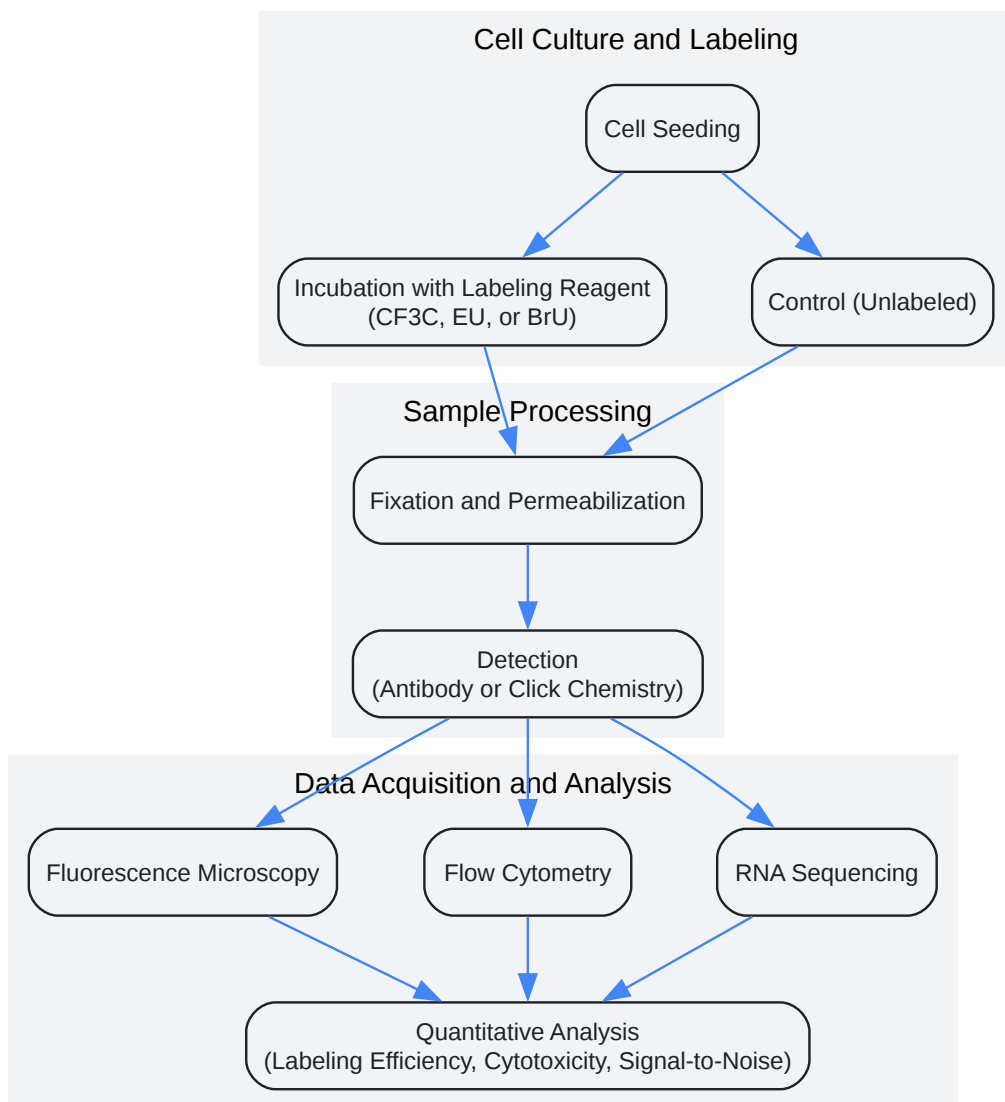 Cell Culture and Labeling
Cell Seeding
Incubation with Labeling Reagent
(CF3C, EU, or BrU)
Control (Unlabeled)
Sample Processing
Fixation and Permeabilization
Detection
(Antibody or Click Chemistry)
Data Acquisition and Analysis
Fluorescence Microscopy
Flow Cytometry
RNA Sequencing
Quantitative Analysis
(Labeling Efficiency, Cytotoxicity, Signal-to-Noise)